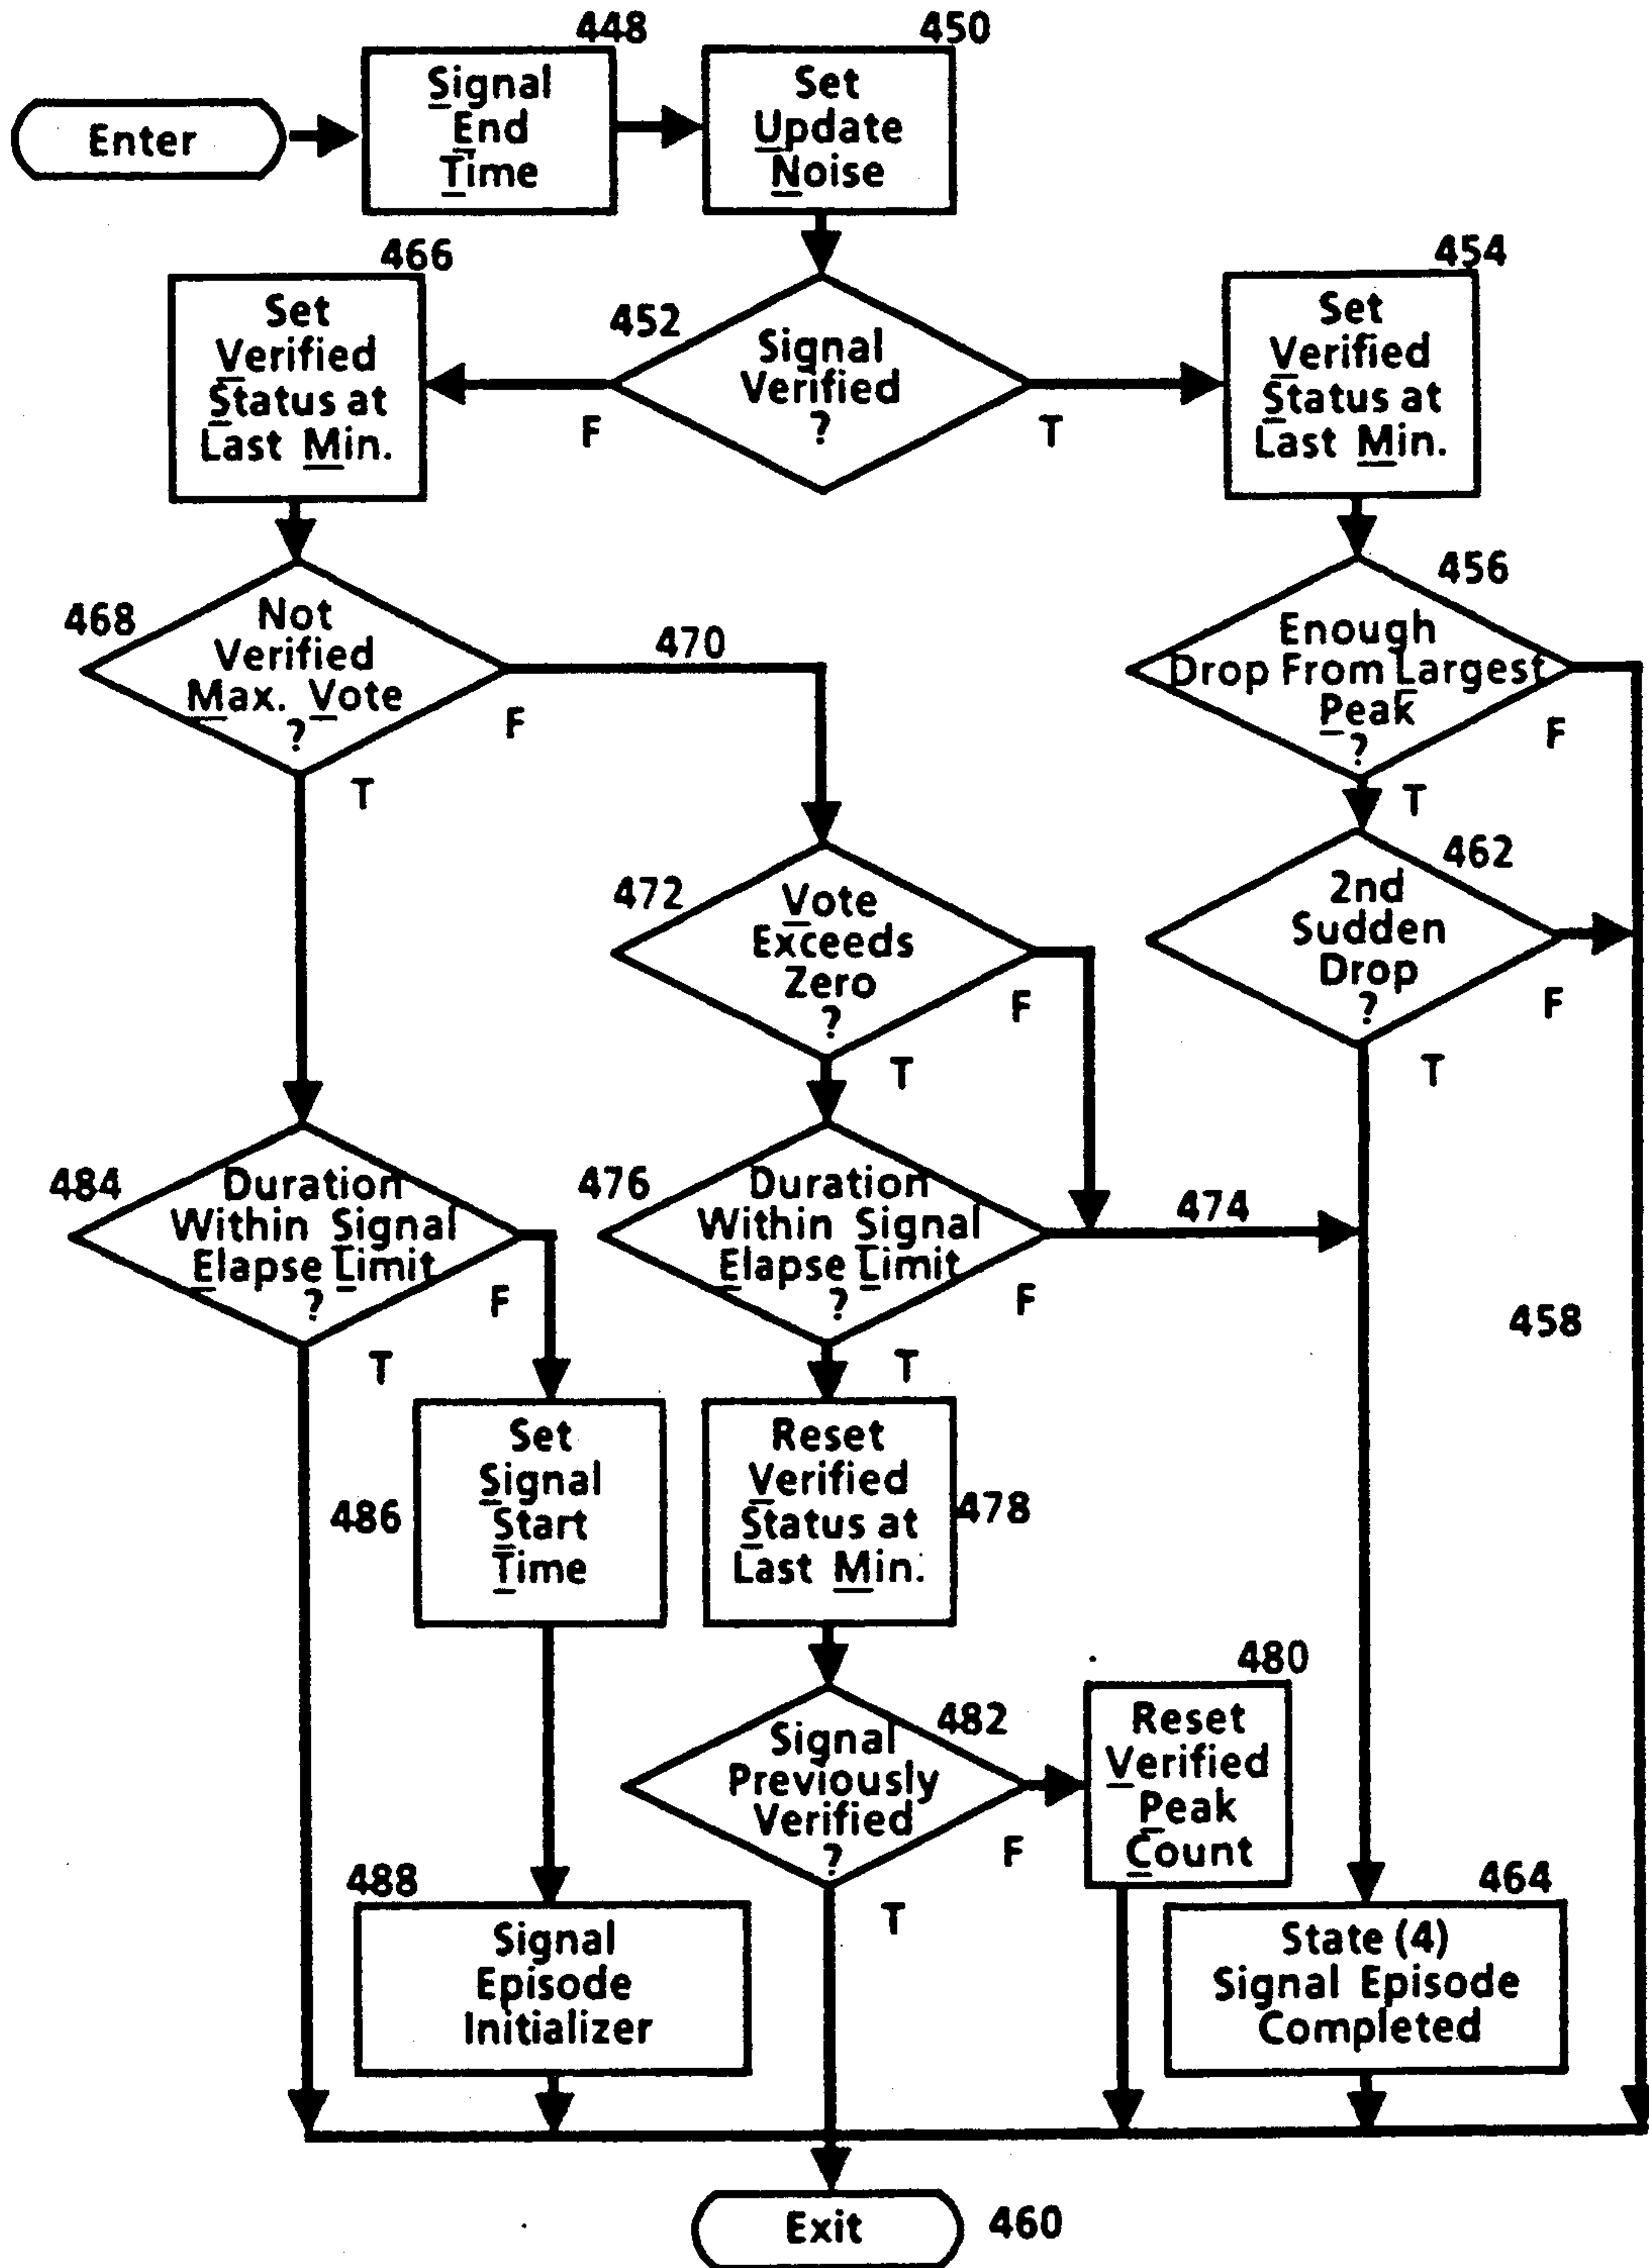 448
450
Enter
Signal
End
Time
Set
Update
Noise
466
454
Set
Verified
Status at
Last Min.
452
Signal
Verified
?
F
T
Set
Verified
Status at
Last Min.
468
Not
Verified
Max. Vote
?
470
F
T
456
Enough
Drop From Largest
Peak
?
F
T
472
Vote
Exceeds
Zero
?
F
T
462
2nd
Sudden
Drop
?
F
T
484
Duration
Within Signal
Elapse Limit
?
F
T
476
Duration
Within Signal
Elapse Limit
?
474
F
T
458
486
Set
Signal
Start
Time
Reset
Verified
Status at
Last Min.
478
480
482
Signal
Previously
Verified
?
F
T
Reset
Verified
Peak
Count
488
Signal
Episode
Initializer
464
State (4)
Signal Episode
Completed
Exit
460